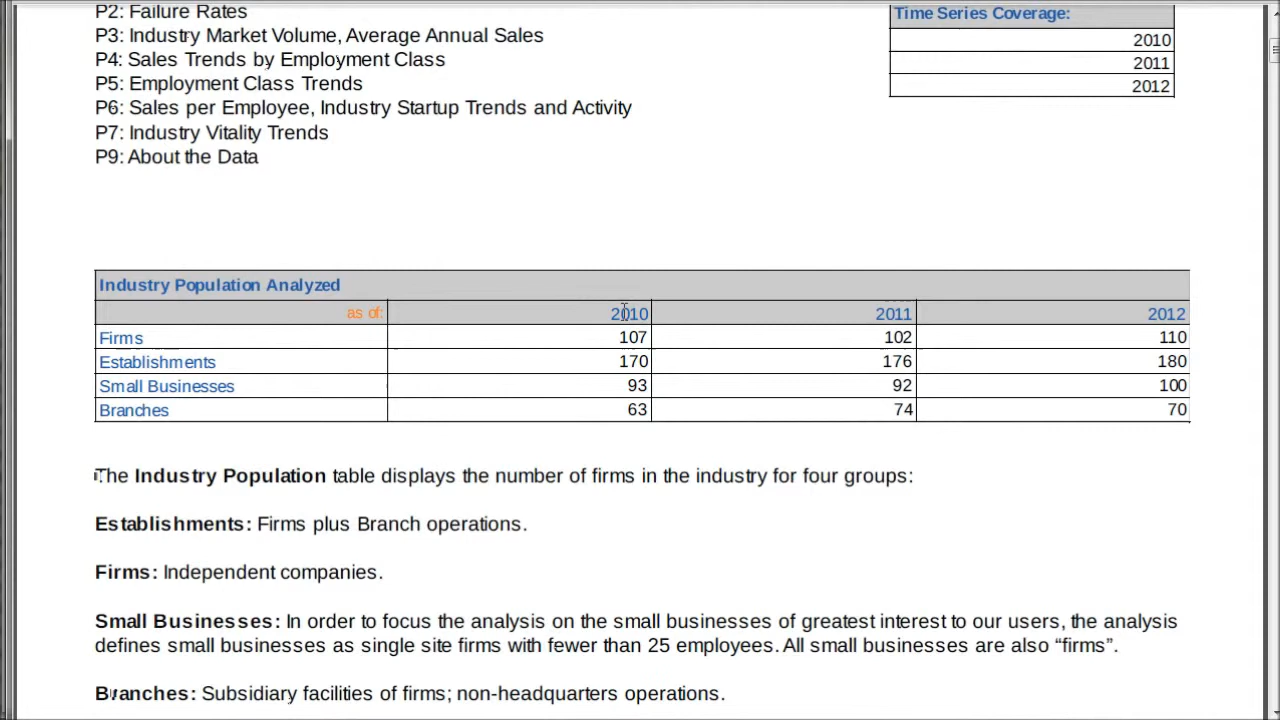 P2: Failure Rates
P3: Industry Market Volume, Average Annual Sales
P4: Sales Trends by Employment Class
P5: Employment Class Trends
P6: Sales per Employee, Industry Startup Trends and Activity
P7: Industry Vitality Trends
P9: About the Data
Time Series Coverage:
2010
2011
2012
Industry Population Analyzed
as of: 2010 2011 2012
Firms 107 102 110
Establishments 170 176 180
Small Businesses 93 92 100
Branches 63 74 70
The Industry Population table displays the number of firms in the industry for four groups:
Establishments: Firms plus Branch operations.
Firms: Independent companies.
Small Businesses: In order to focus the analysis on the small businesses of greatest interest to our users, the analysis
defines small businesses as single site firms with fewer than 25 employees. All small businesses are also “firms”.
Branches: Subsidiary facilities of firms; non-headquarters operations.